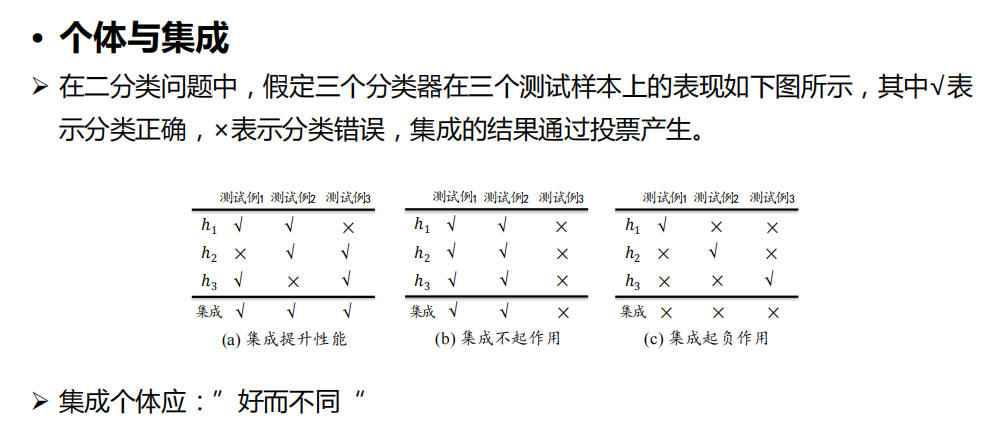 • 个体与集成
➢ 在二分类问题中,假定三个分类器在三个测试样本上的表现如下图所示,其中√表
示分类正确,×表示分类错误,集成的结果通过投票产生。
测试例1 测试例2 测试例3
h1 √ √ ×
h2 × √ √
h3 √ × √
集成 √ √ √
(a) 集成提升性能
测试例1 测试例2 测试例3
h1 √ √ ×
h2 √ √ ×
h3 √ √ ×
集成 √ √ ×
(b) 集成不起作用
测试例1 测试例2 测试例3
h1 √ × ×
h2 × √ ×
h3 × × √
集成 × × ×
(c) 集成起负作用
➢ 集成个体应:”好而不同“